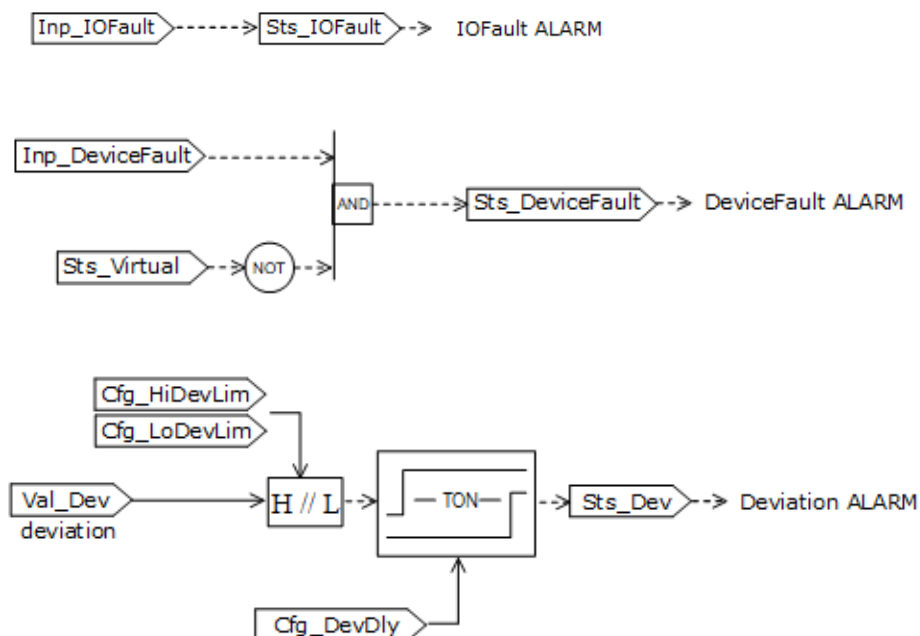 Inp_IOFault
Sts_IOFault
IOFault ALARM
Inp_DeviceFault
AND
Sts_DeviceFault
DeviceFault ALARM
Sts_Virtual
NOT
Cfg_HiDevLim
Cfg_LoDevLim
Val_Dev
deviation
H // L
TON
Sts_Dev
Deviation ALARM
Cfg_DevDly